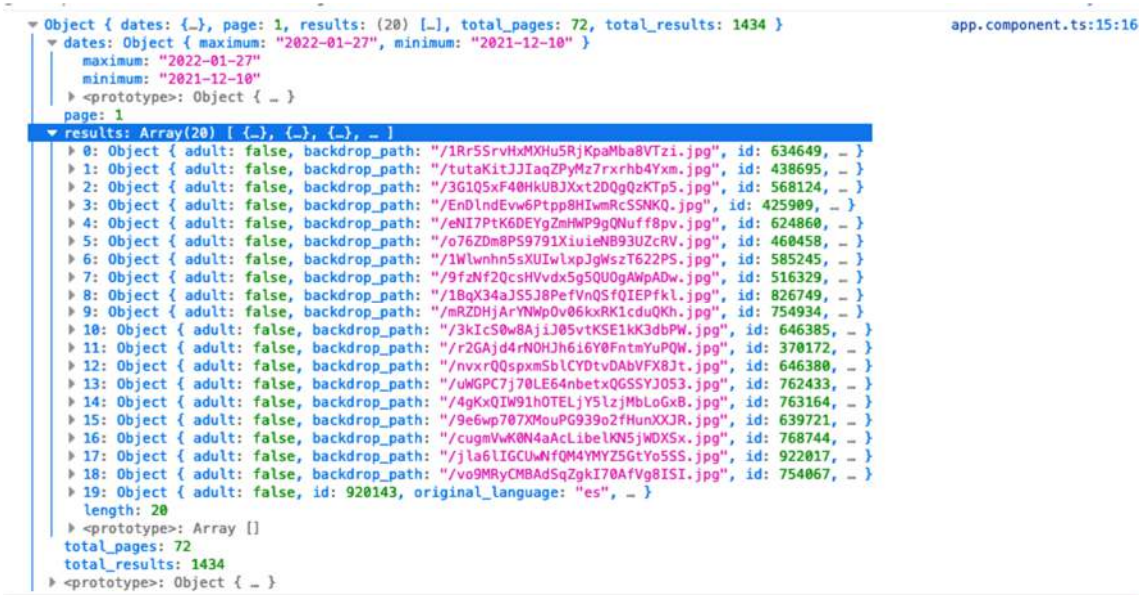 ▼ Object { dates: {…}, page: 1, results: (20) […], total_pages: 72, total_results: 1434 } app.component.ts:15:16
▼ dates: Object { maximum: "2022-01-27", minimum: "2021-12-10" }
maximum: "2022-01-27"
minimum: "2021-12-10"
▶ <prototype>: Object { … }
page: 1
▼ results: Array(20) [ {…}, {…}, {…}, … ]
▶ 0: Object { adult: false, backdrop_path: "/1Rr5SrvHxMXHu5RjKpaMba8VTzi.jpg", id: 634649, … }
▶ 1: Object { adult: false, backdrop_path: "/tutaKitJJIaqZPyMz7rxrhb4Yxm.jpg", id: 438695, … }
▶ 2: Object { adult: false, backdrop_path: "/3G1Q5xF40HkUBJXxt2DQgQzKTp5.jpg", id: 568124, … }
▶ 3: Object { adult: false, backdrop_path: "/EnDlndEvw6Ptpp8HIwmRcSSNKQ.jpg", id: 425909, … }
▶ 4: Object { adult: false, backdrop_path: "/eNI7PtK6DEYgZmHWP9gQNuff8pv.jpg", id: 624860, … }
▶ 5: Object { adult: false, backdrop_path: "/o76ZDm8PS9791XiuieNB93UZcRV.jpg", id: 460458, … }
▶ 6: Object { adult: false, backdrop_path: "/1Wlwnhn5sXUIwlxpJgWszT622PS.jpg", id: 585245, … }
▶ 7: Object { adult: false, backdrop_path: "/9fzNf2QcsHVvdx5g5QUOgAWpADw.jpg", id: 516329, … }
▶ 8: Object { adult: false, backdrop_path: "/1BqX34aJS5J8PefVnQSfQIEPfkl.jpg", id: 826749, … }
▶ 9: Object { adult: false, backdrop_path: "/mRZDHjArYNWpOv06kxRK1cduQKh.jpg", id: 754934, … }
▶ 10: Object { adult: false, backdrop_path: "/3kIcS0w8AjiJ05vtKSE1kK3dbPW.jpg", id: 646385, … }
▶ 11: Object { adult: false, backdrop_path: "/r2GAjd4rNOHJh6i6Y0FntmYuPQW.jpg", id: 370172, … }
▶ 12: Object { adult: false, backdrop_path: "/nvxrQQspxmSblCYDtvDAbVFX8Jt.jpg", id: 646380, … }
▶ 13: Object { adult: false, backdrop_path: "/uWGPC7j70LE64nbetxQGSSYJO53.jpg", id: 762433, … }
▶ 14: Object { adult: false, backdrop_path: "/4gKxQIW91hOTELjY5lzjMbLoGxB.jpg", id: 763164, … }
▶ 15: Object { adult: false, backdrop_path: "/9e6wp707XMouPG939o2fHunXXJR.jpg", id: 639721, … }
▶ 16: Object { adult: false, backdrop_path: "/cugmVwK0N4aAcLibelKN5jWDXSx.jpg", id: 768744, … }
▶ 17: Object { adult: false, backdrop_path: "/jla6lIGCUwNfQM4YMYZ5GtYo5SS.jpg", id: 922017, … }
▶ 18: Object { adult: false, backdrop_path: "/vo9MRyCMBAdSqZgkI70AfVg8ISI.jpg", id: 754067, … }
▶ 19: Object { adult: false, id: 920143, original_language: "es", … }
length: 20
▶ <prototype>: Array []
total_pages: 72
total_results: 1434
▶ <prototype>: Object { … }